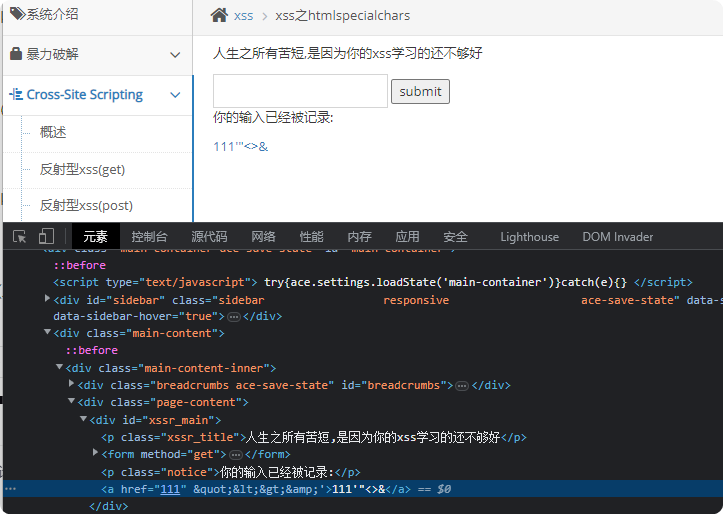 系统介绍
xss > xss之htmlspecialchars
暴力破解
人生之所有苦短,是因为你的xss学习的还不够好
Cross-Site Scripting
submit
你的输入已经被记录:
概述
111'"<>&
反射型xss(get)
反射型xss(post)
元素 控制台 源代码 网络 性能 内存 应用 安全 Lighthouse DOM Invader
::before
<script type="text/javascript"> try{ace.settings.loadState('main-container')}catch(e){} </script>
<div id="sidebar" class="sidebar responsive ace-save-state" data-s
data-sidebar-hover="true">…</div>
<div class="main-content">
::before
<div class="main-content-inner">
<div class="breadcrumbs ace-save-state" id="breadcrumbs">…</div>
<div class="page-content">
<div id="xssr_main">
<p class="xssr_title">人生之所有苦短,是因为你的xss学习的还不够好</p>
<form method="get">…</form>
<p class="notice">你的输入已经被记录:</p>
<a href="111" &quot;&lt;&gt;&amp;'>111'"<>&</a> == $0
</div>